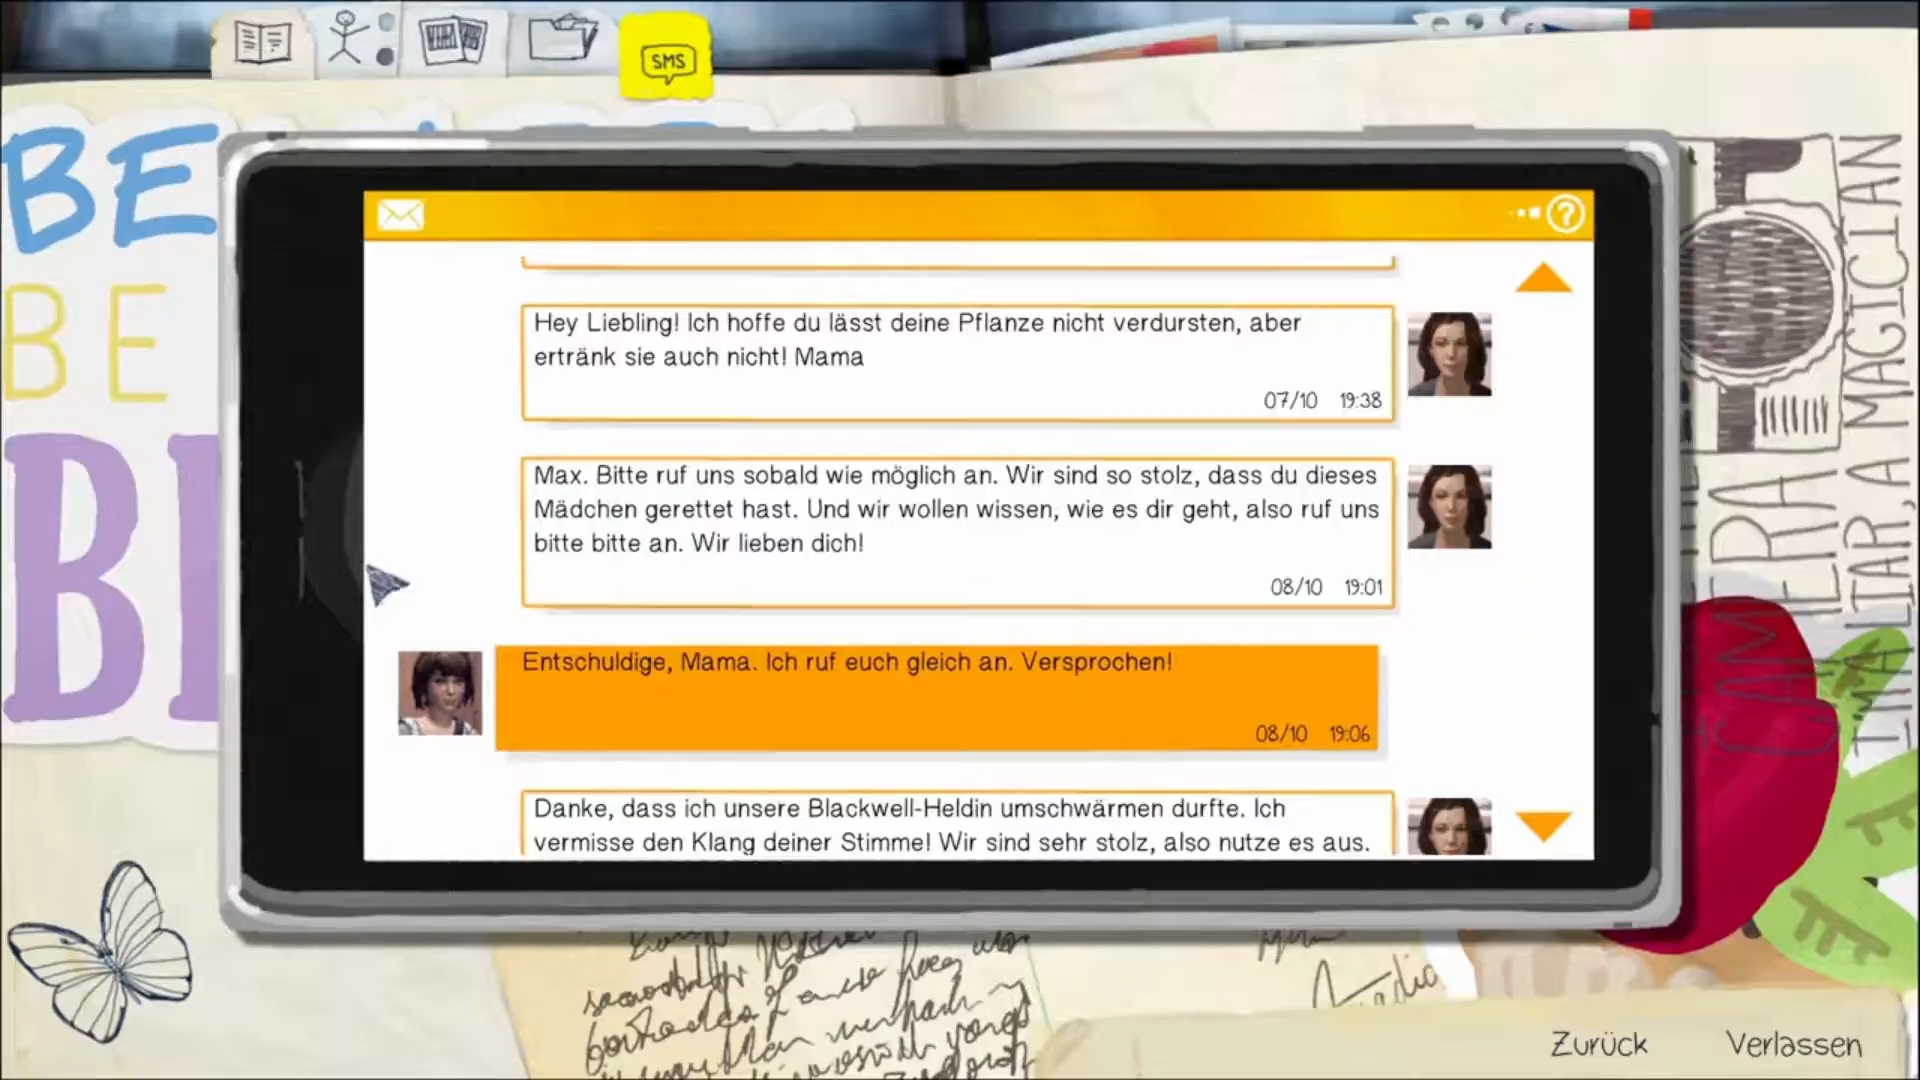 SMS
BE
BE
Hey Liebling! Ich hoffe du lässt deine Pflanze nicht verdursten, aber
ertränk sie auch nicht! Mama
07/10 19:38
Max. Bitte ruf uns sobald wie möglich an. Wir sind so stolz, dass du dieses
Mädchen gerettet hast. Und wir wollen wissen, wie es dir geht, also ruf uns
bitte bitte an. Wir lieben dich!
08/10 19:01
Entschuldige, Mama. Ich ruf euch gleich an. Versprochen!
08/10 19:06
Danke, dass ich unsere Blackwell-Heldin umschwärmen durfte. Ich
vermisse den Klang deiner Stimme! Wir sind sehr stolz, also nutze es aus.
CAMERA
LIAR, A MAGICIAN
Zurück
Verlassen